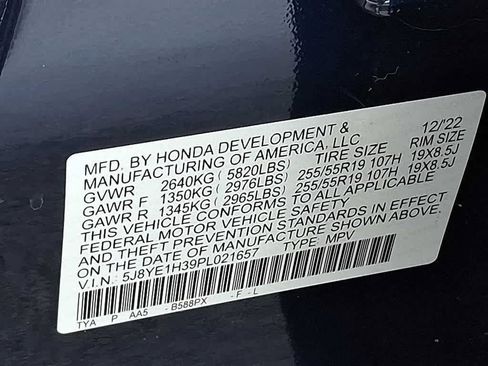 MFD. BY HONDA DEVELOPMENT & 12/22
MANUFACTURING OF AMERICA, LLC
GVWR 2640KG ( 5820LBS) TIRE SIZE RIM SIZE
GAWR F 1350KG ( 2976LBS) 255/55R19 107H 19X8.5J
GAWR R 1345KG ( 2965LBS) 255/55R19 107H 19X8.5J
THIS VEHICLE CONFORMS TO ALL APPLICABLE
FEDERAL MOTOR VEHICLE SAFETY AND THEFT
PREVENTION STANDARDS IN EFFECT
ON THE DATE OF MANUFACTURE SHOWN ABOVE.
V.I.N.: 5J8YE1H39PL021657 TYPE: MPV
TYA P AA5 - B588PX - F - L